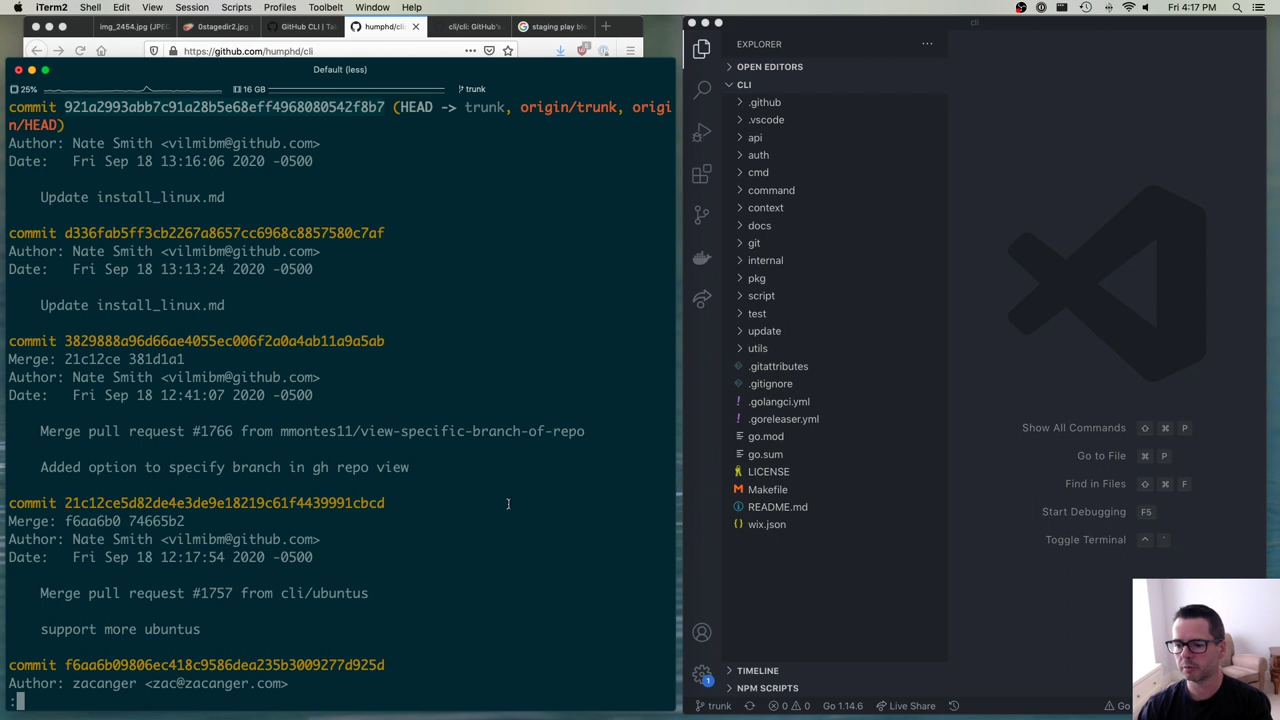 iTerm2 Shell Edit View Session Scripts Profiles Toolbelt Window Help
Fri 4:17 PM
img_2454.jpg (JPE
0stagedir2.jpg (
GitHub CLI | Ta
humphd/cli:
cli/cli: GitHub's
staging play blo
https://github.com/humphd/cli
Default (less)
25% 16 GB trunk
commit 921a2993abb7c91a28b5e68eff4968080542f8b7 (HEAD -> trunk, origin/trunk, origi
n/HEAD)
Author: Nate Smith <vilmibm@github.com>
Date: Fri Sep 18 13:16:06 2020 -0500
Update install_linux.md
commit d336fab5ff3cb2267a8657cc6968c8857580c7af
Author: Nate Smith <vilmibm@github.com>
Date: Fri Sep 18 13:13:24 2020 -0500
Update install_linux.md
commit 3829888a96d66ae4055ec006f2a0a4ab11a9a5ab
Merge: 21c12ce 381d1a1
Author: Nate Smith <vilmibm@github.com>
Date: Fri Sep 18 12:41:07 2020 -0500
Merge pull request #1766 from mmontes11/view-specific-branch-of-repo
Added option to specify branch in gh repo view
commit 21c12ce5d82de4e3de9e18219c61f4439991cbcd
Merge: f6aa6b0 74665b2
Author: Nate Smith <vilmibm@github.com>
Date: Fri Sep 18 12:17:54 2020 -0500
Merge pull request #1757 from cli/ubuntus
support more ubuntus
commit f6aa6b09806ec418c9586dea235b3009277d925d
Author: zacanger <zac@zacanger.com>
:
cli
EXPLORER
OPEN EDITORS
CLI
.github
.vscode
api
auth
cmd
command
context
docs
git
internal
pkg
script
test
update
utils
.gitattributes
.gitignore
.golangci.yml
.goreleaser.yml
go.mod
go.sum
LICENSE
Makefile
README.md
wix.json
TIMELINE
NPM SCRIPTS
Show All Commands ⇧ ⌘ P
Go to File ⌘ P
Find in Files ⇧ ⌘ F
Start Debugging F5
Toggle Terminal ⌃ `
1
trunk 0 0 Go 1.14.6 Live Share Go